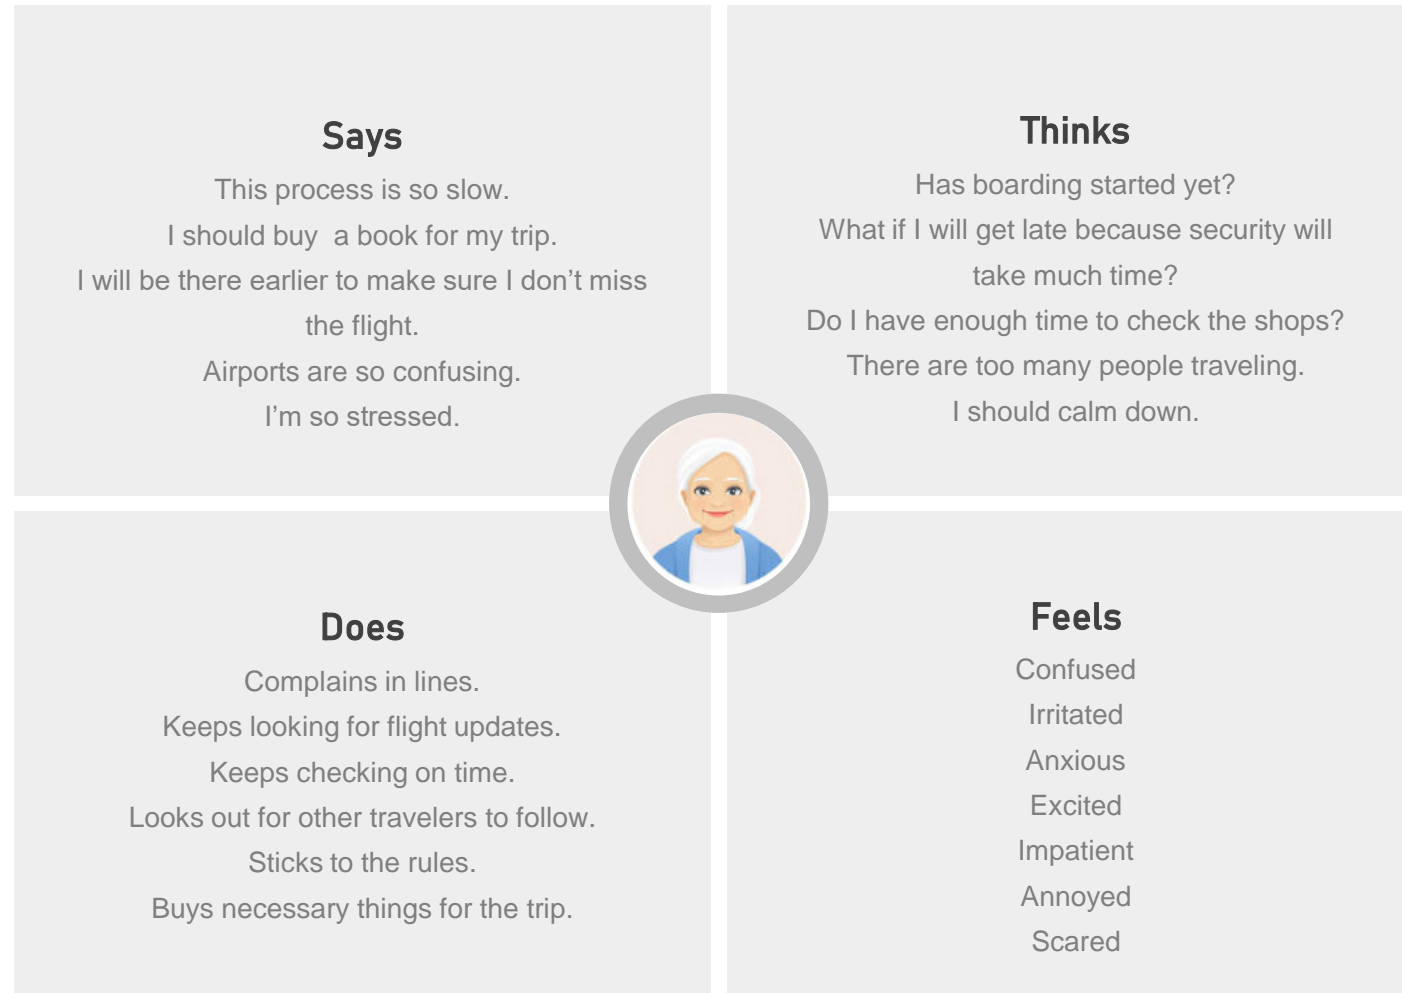 Says
This process is so slow.
I should buy  a book for my trip.
I will be there earlier to make sure I don’t miss
the flight.
Airports are so confusing.
I’m so stressed.
Thinks
Has boarding started yet?
What if I will get late because security will
take much time?
Do I have enough time to check the shops?
There are too many people traveling.
I should calm down.
Does
Complains in lines.
Keeps looking for flight updates.
Keeps checking on time.
Looks out for other travelers to follow.
Sticks to the rules.
Buys necessary things for the trip.
Feels
Confused
Irritated
Anxious
Excited
Impatient
Annoyed
Scared